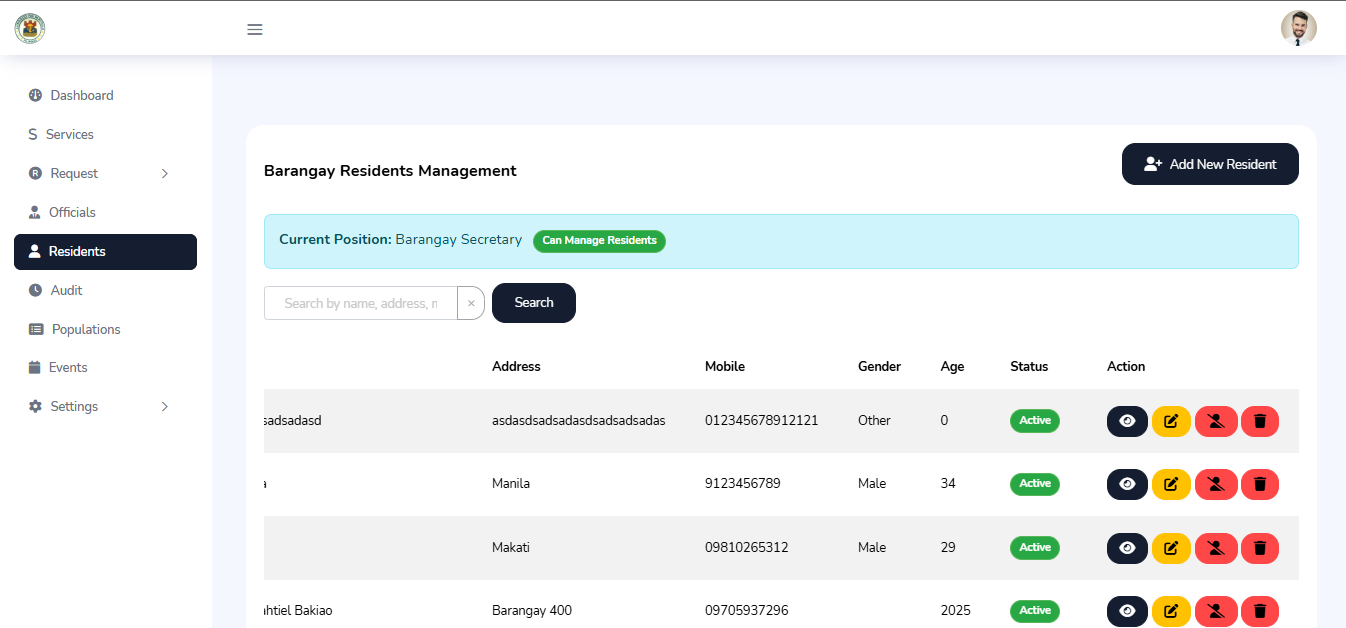 Dashboard
S Services
R Request
Officials
Residents
Audit
Populations
Events
Settings
Barangay Residents Management
Add New Resident
Current Position: Barangay Secretary Can Manage Residents
Search by name, address, × Search
Address Mobile Gender Age Status Action
sadsadasd asdasdsadsadasdsadsadsadas 012345678912121 Other 0 Active
Manila 9123456789 Male 34 Active
Makati 09810265312 Male 29 Active
htiel Bakiao Barangay 400 09705937296 2025 Active